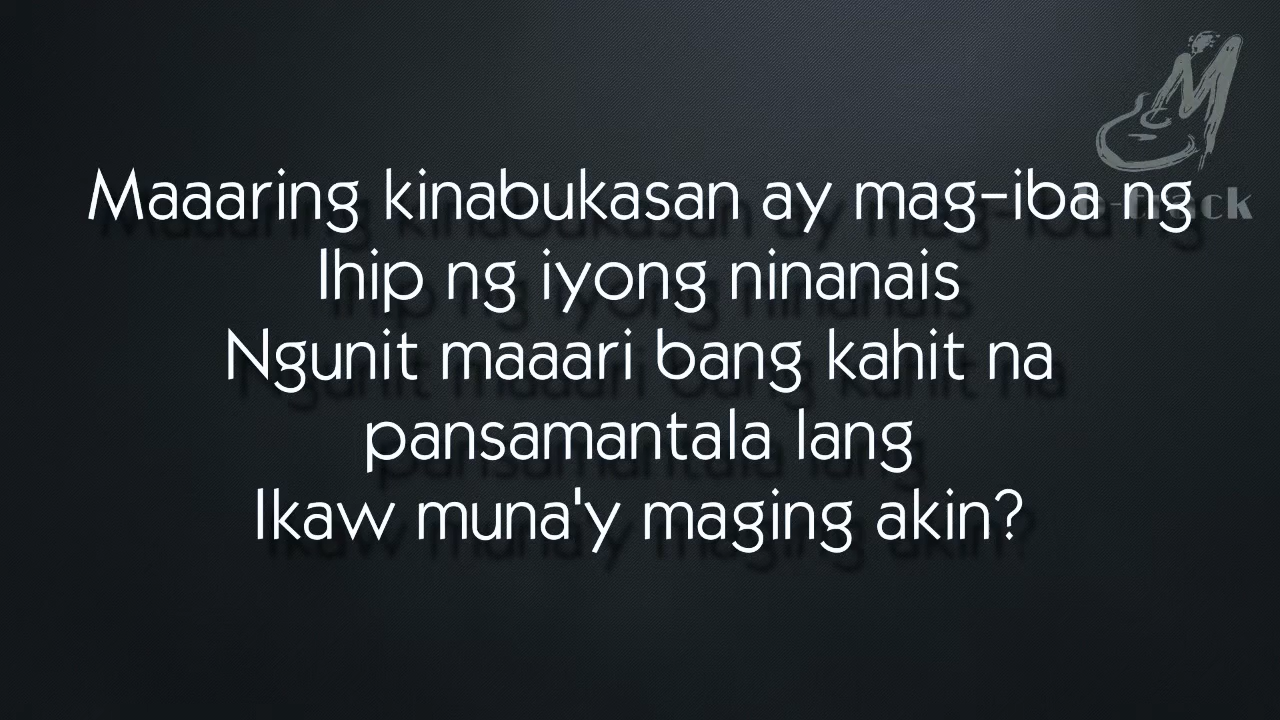 Maaaring kinabukasan ay mag-iba ng
Ihip ng iyong ninanais
Ngunit maaari bang kahit na
pansamantala lang
Ikaw muna'y maging akin?